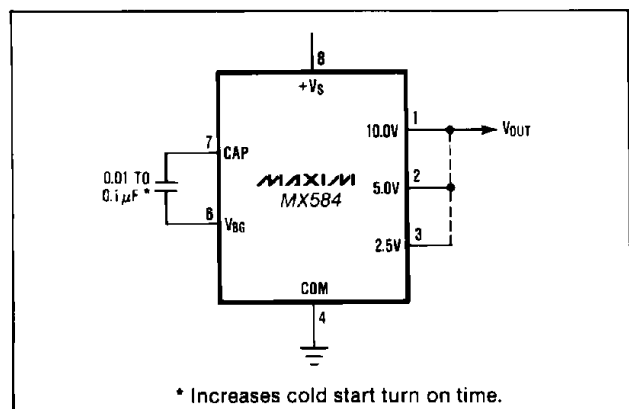 8
+VS
10.0V
1
VOUT
7
CAP
0.01 TO
0.1µF *
MAXIM
MX584
5.0V
2
6
VBG
2.5V
3
COM
4
* Increases cold start turn on time.